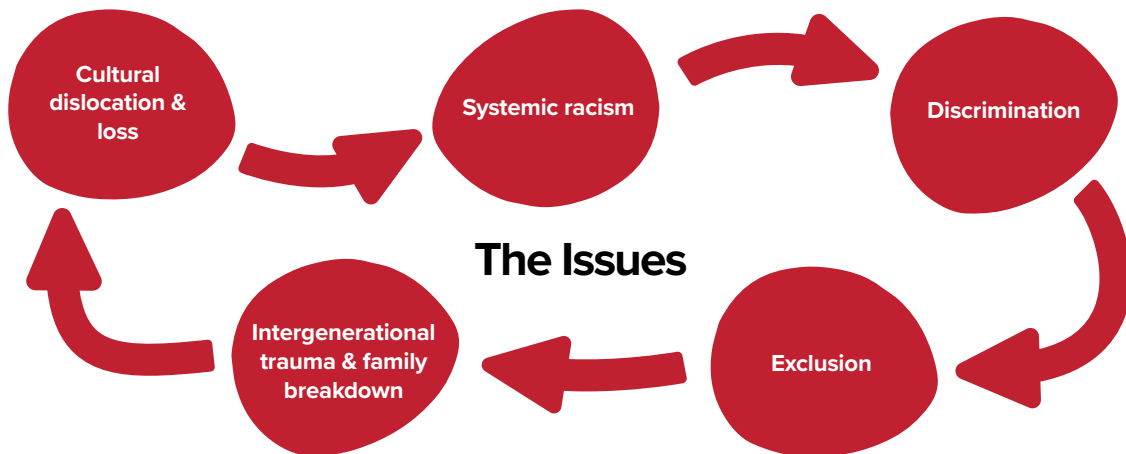 Cultural
dislocation &
loss
Systemic racism
Discrimination
The Issues
Intergenerational
trauma & family
breakdown
Exclusion